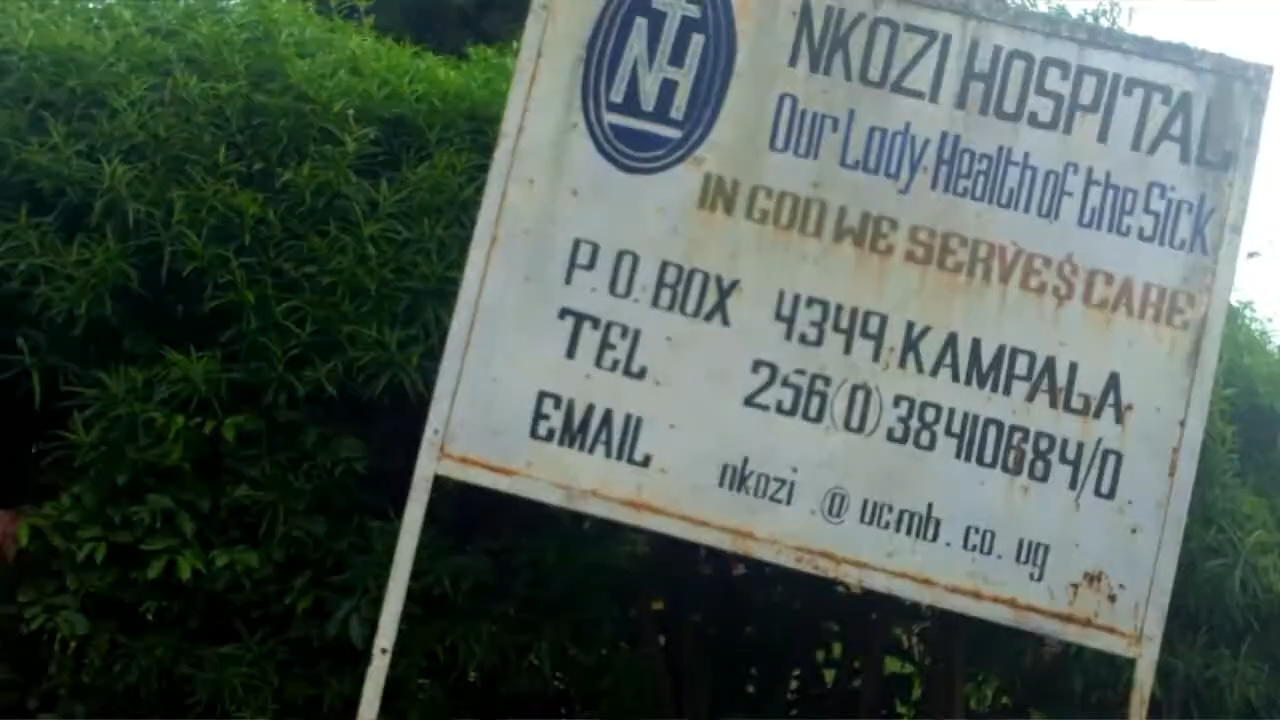 NH
NKOZI HOSPITAL
Our Lady Health of the Sick
IN GOD WE SERVE$ CARE
P.O.BOX 4349, KAMPALA
TEL 256(0)38410684/0
EMAIL nkozi.@ucmb.co.ug